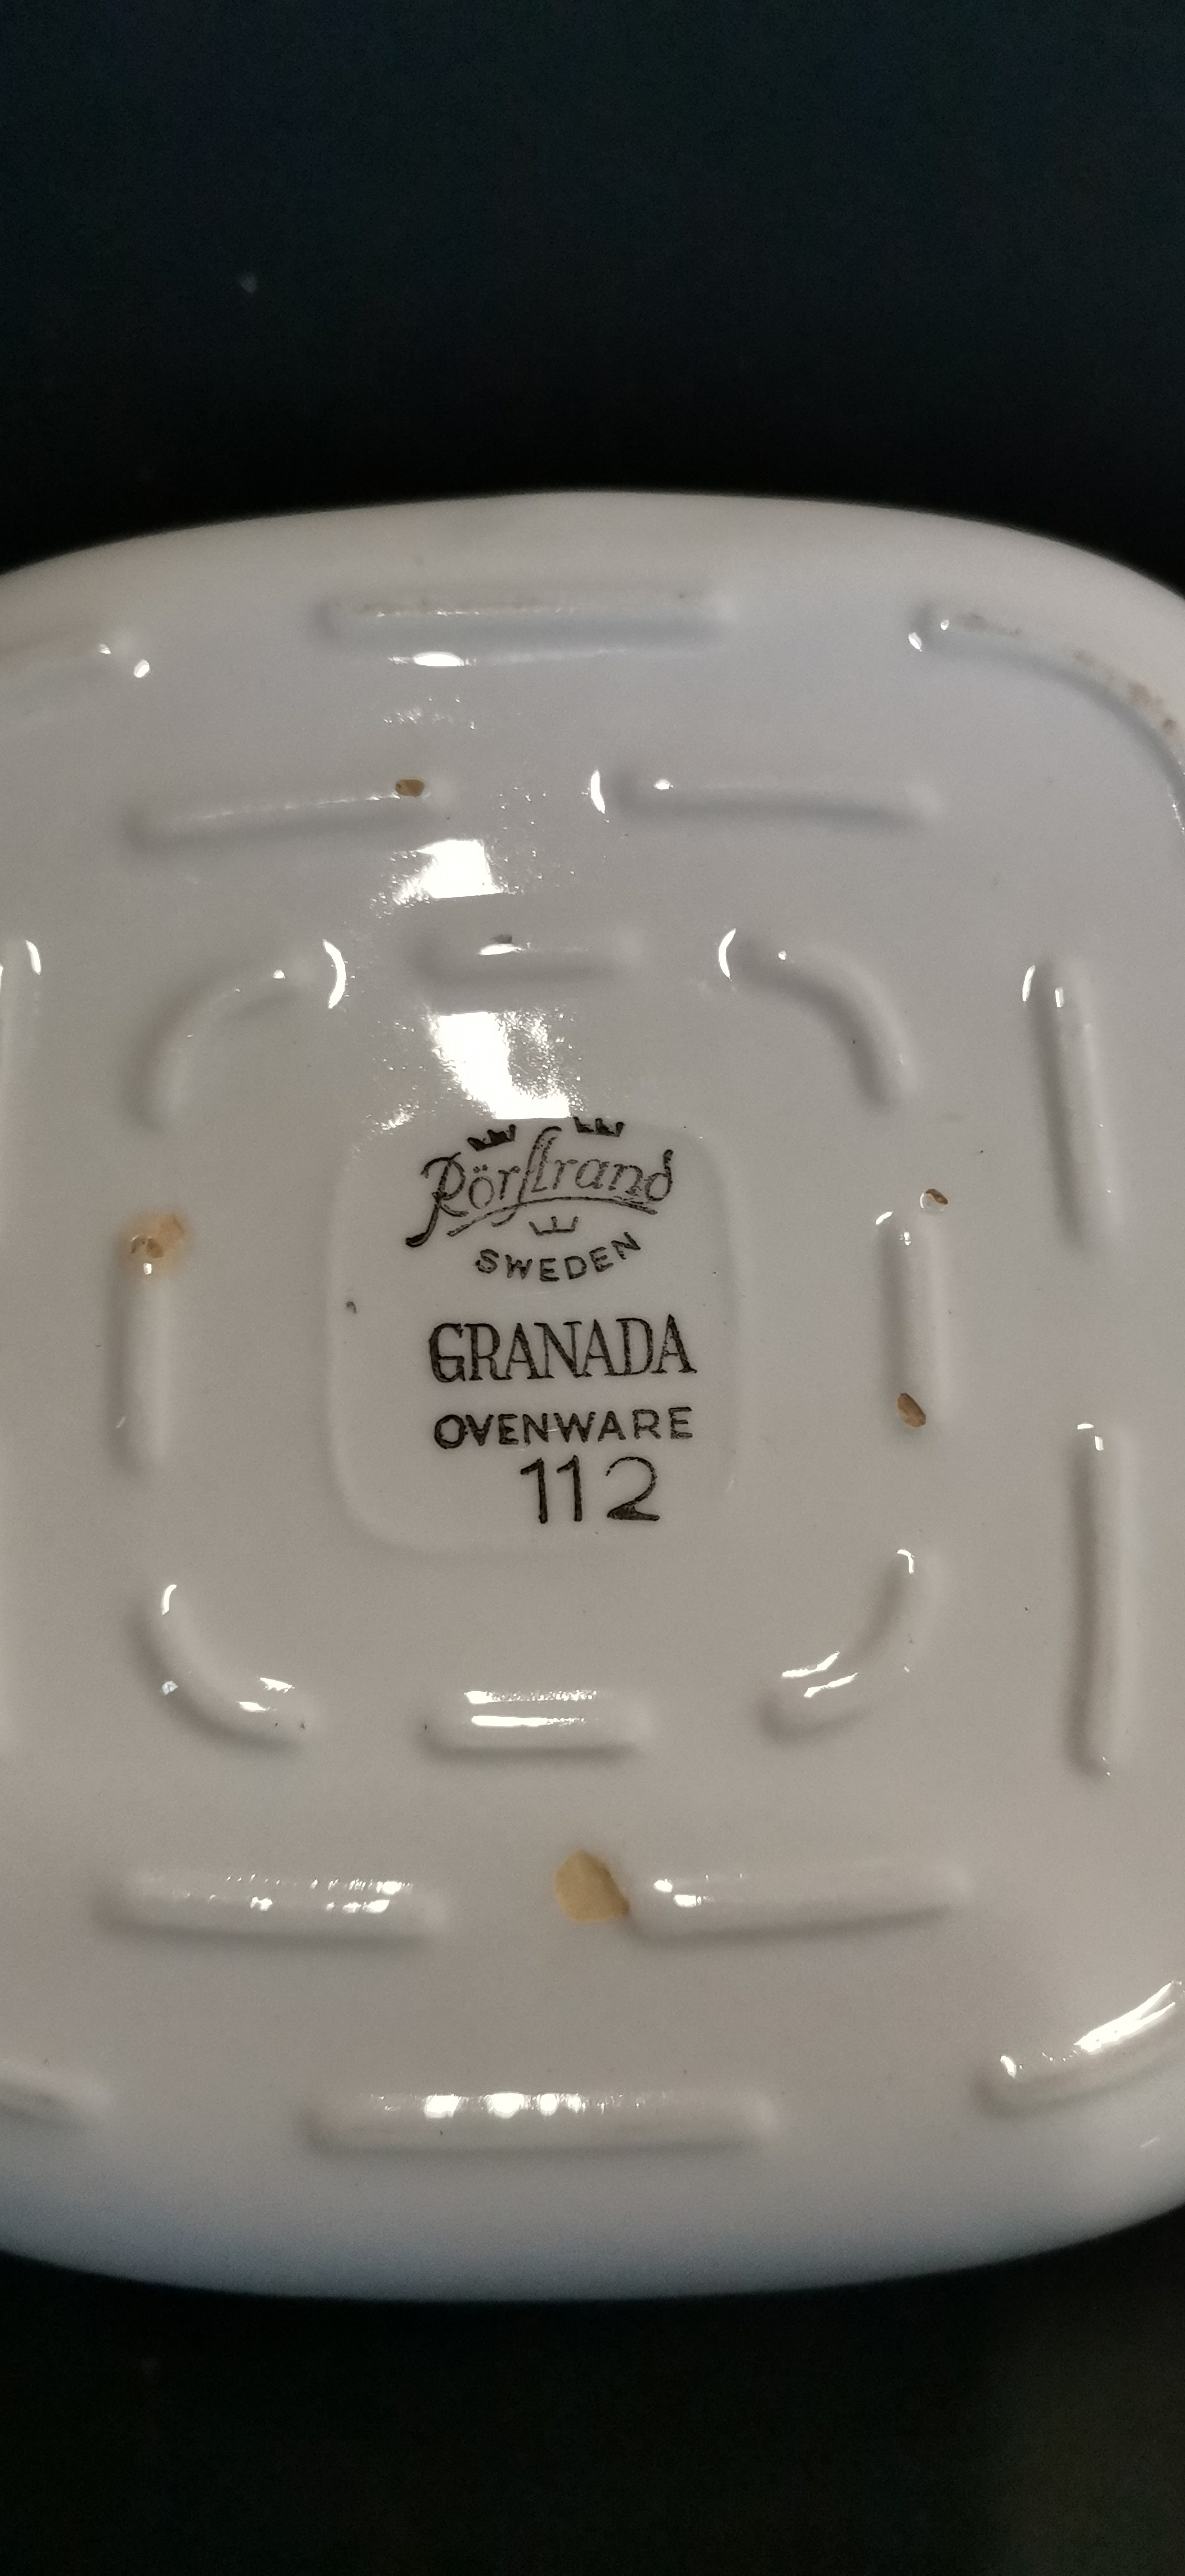 Rörstrand
SWEDEN
GRANADA
OVENWARE
112